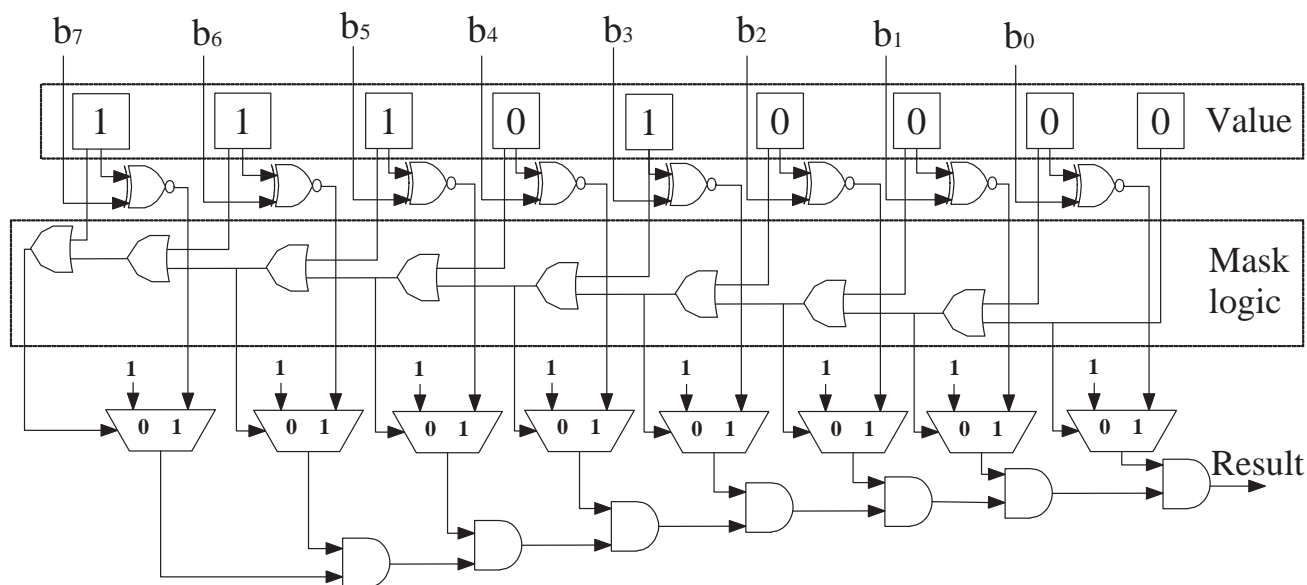 b7 b6 b5 b4 b3 b2 b1 b0
1 1 1 0 1 0 0 0 0 Value
Mask
logic
1 1 1 1 1 1 1 1
0 1 0 1 0 1 0 1 0 1 0 1 0 1 0 1
Result